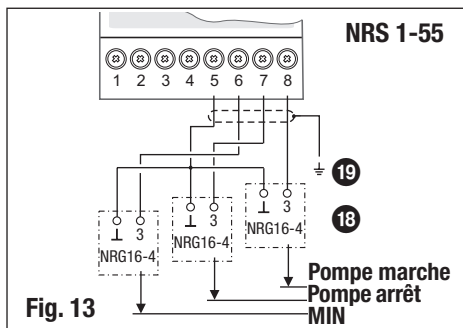 NRS 1-55
1 2 3 4 5 6 7 8
19
⊥ 3
18
NRG16-4
⊥ 3
NRG16-4
⊥ 3
NRG16-4
Pompe marche
Pompe arrêt
MIN
Fig. 13